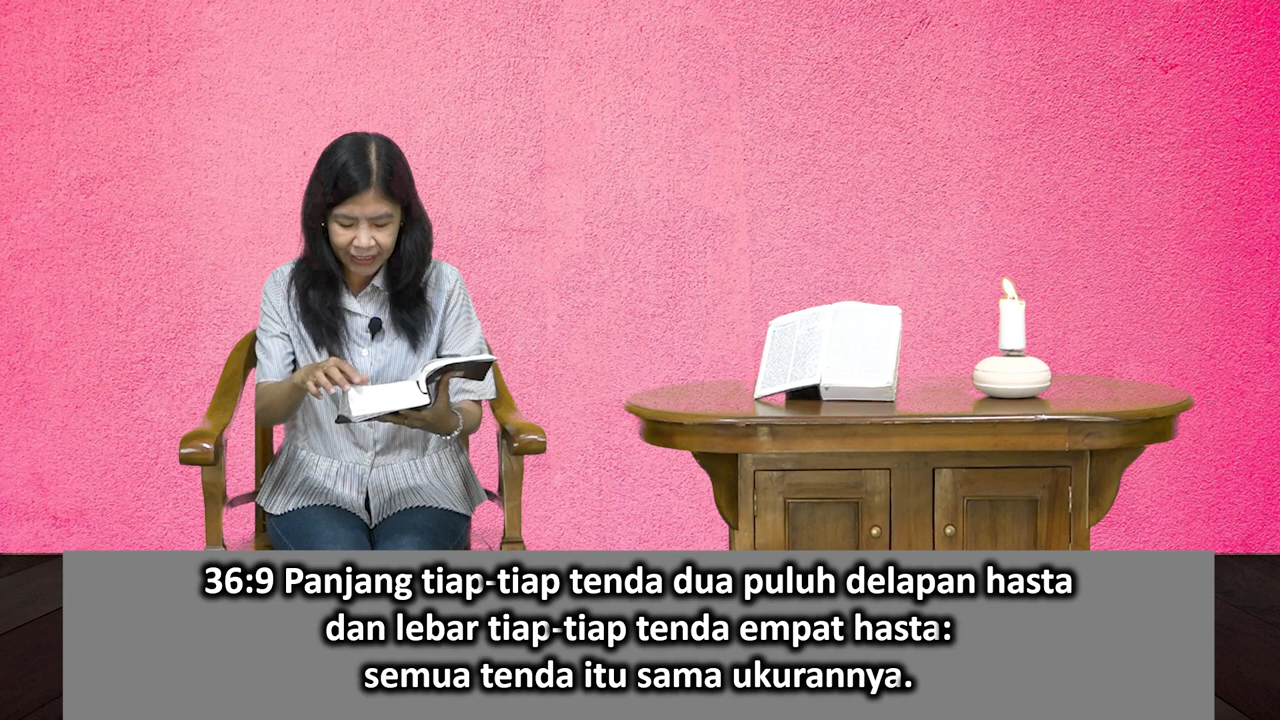 36:9 Panjang tiap-tiap tenda dua puluh delapan hasta
dan lebar tiap-tiap tenda empat hasta:
semua tenda itu sama ukurannya.